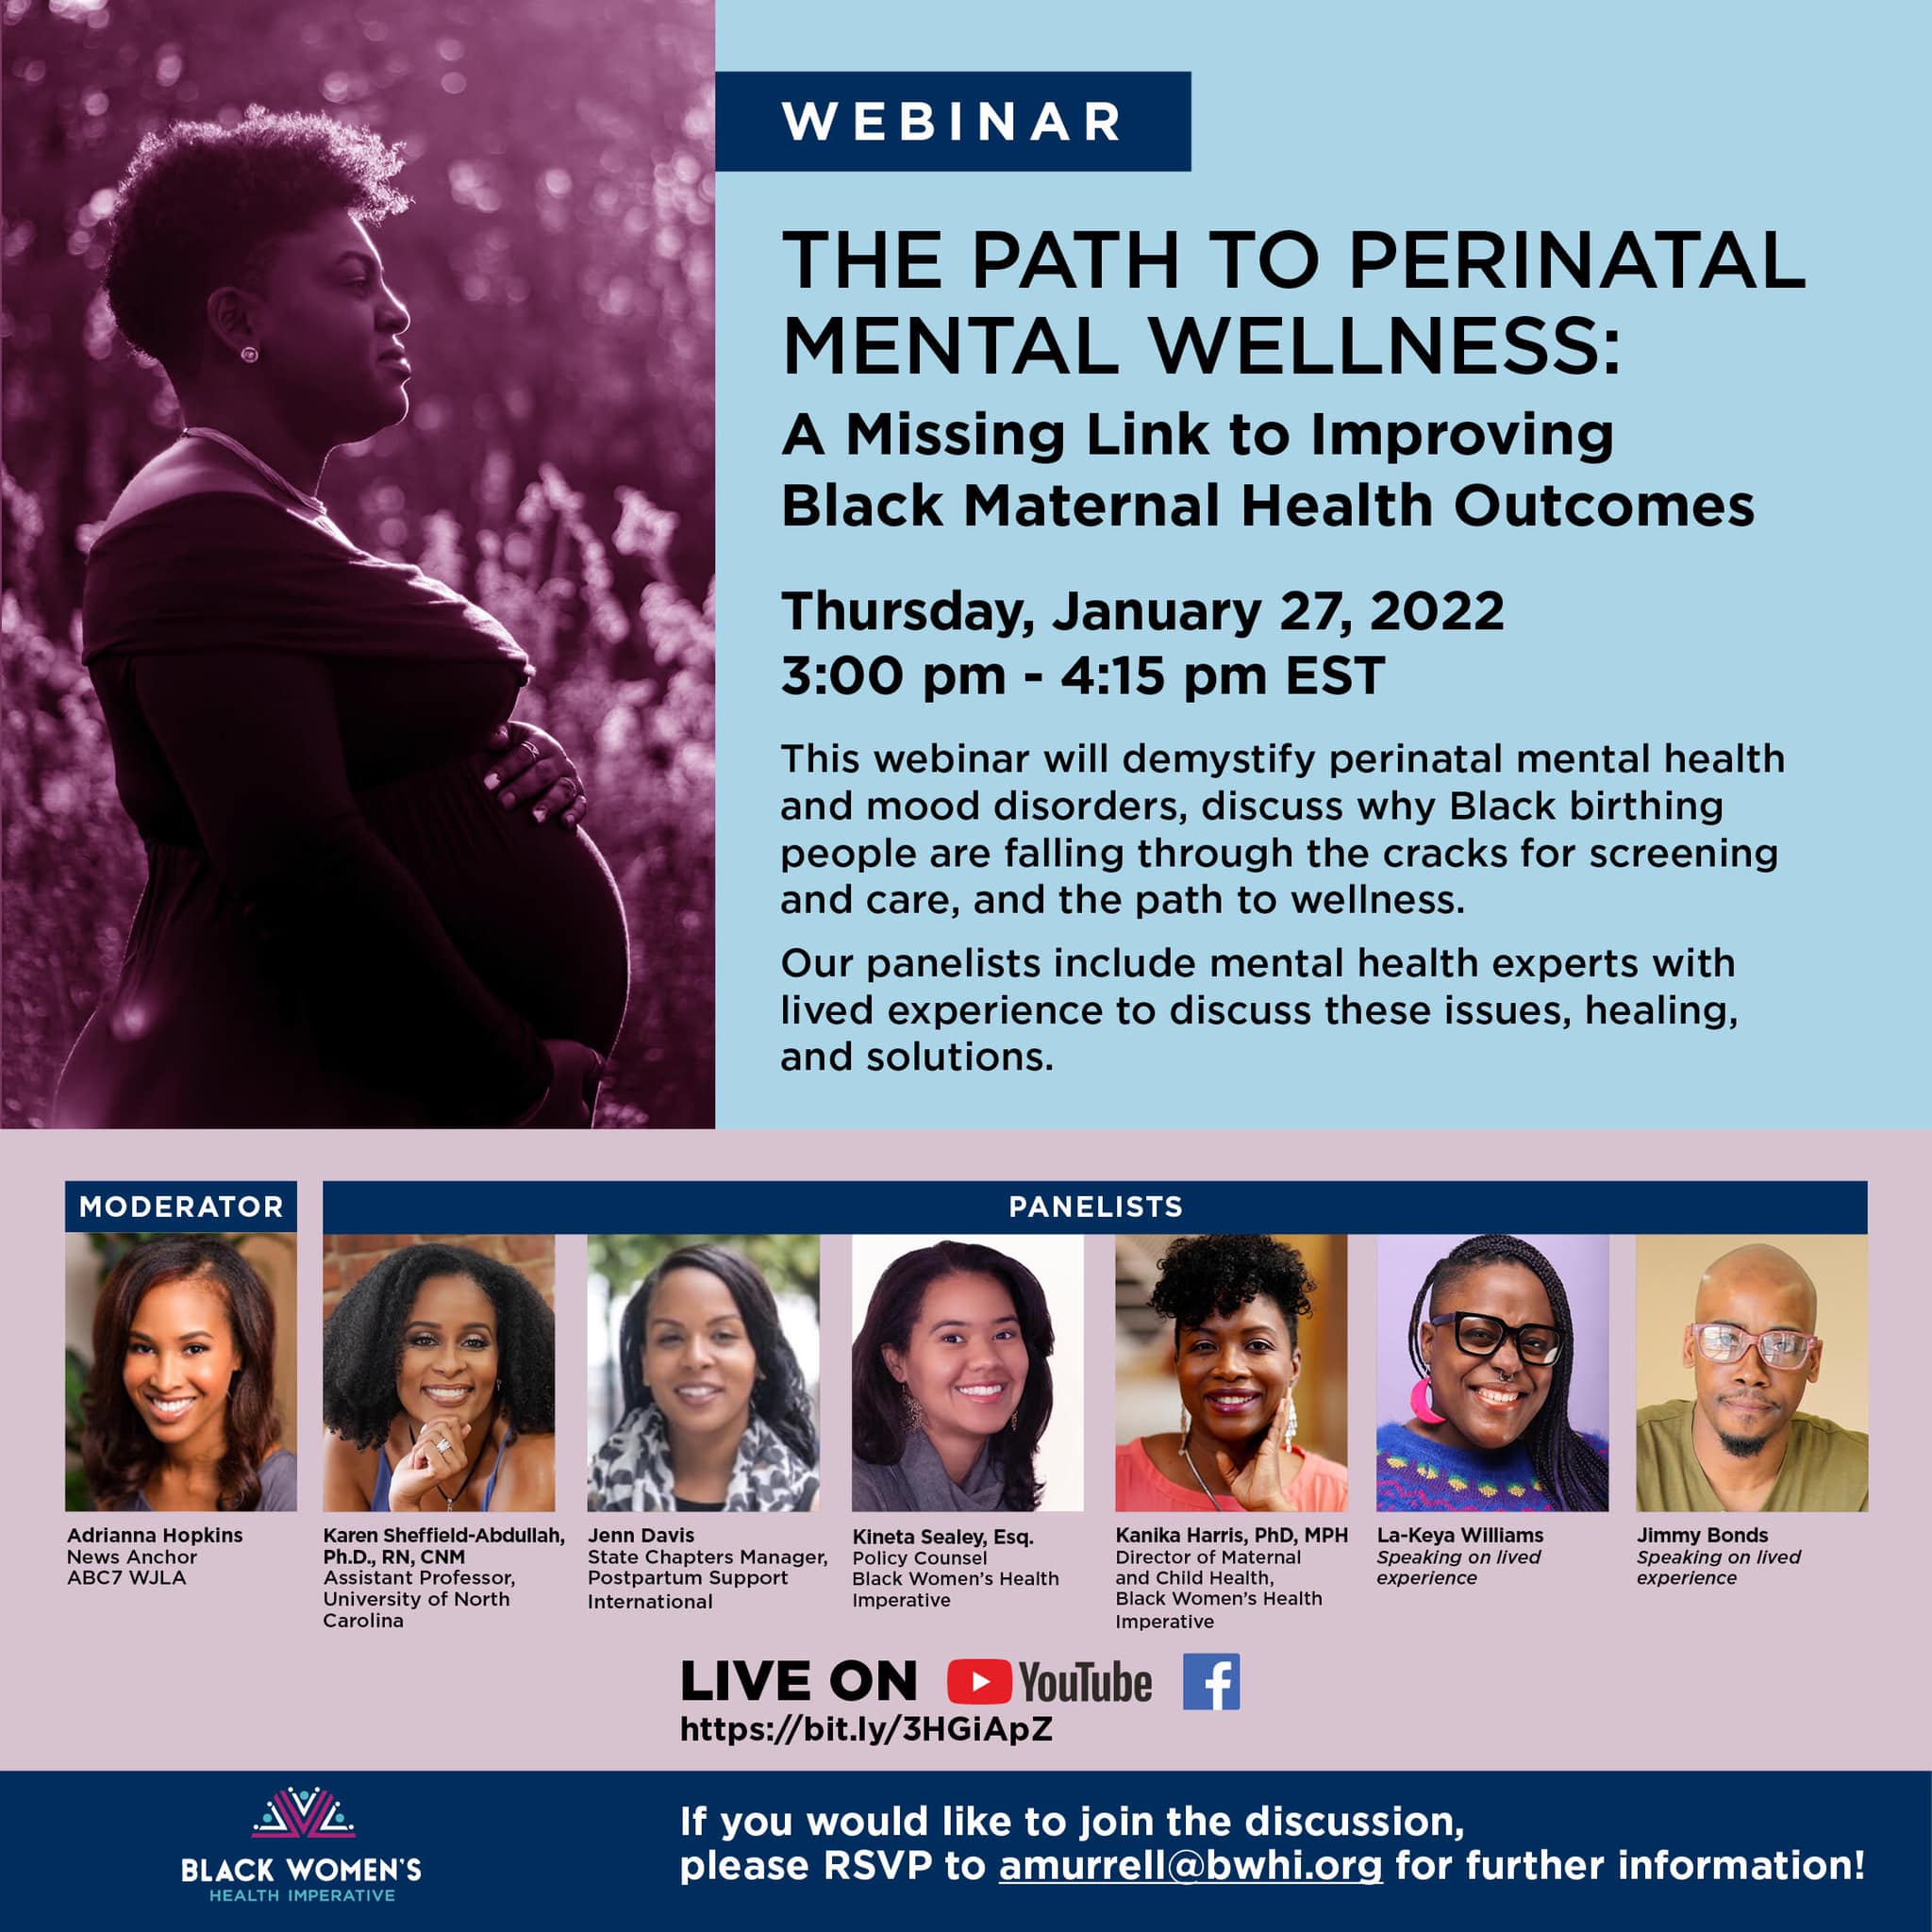 WEBINAR
THE PATH TO PERINATAL
MENTAL WELLNESS:
A Missing Link to Improving
Black Maternal Health Outcomes
Thursday, January 27, 2022
3:00 pm - 4:15 pm EST
This webinar will demystify perinatal mental health
and mood disorders, discuss why Black birthing
people are falling through the cracks for screening
and care, and the path to wellness.
Our panelists include mental health experts with
lived experience to discuss these issues, healing,
and solutions.
MODERATOR
PANELISTS
Adrianna Hopkins
News Anchor
ABC7 WJLA
Karen Sheffield-Abdullah,
Ph.D., RN, CNM
Assistant Professor,
University of North
Carolina
Jenn Davis
State Chapters Manager,
Postpartum Support
International
Kineta Sealey, Esq.
Policy Counsel
Black Women's Health
Imperative
Kanika Harris, PhD, MPH
Director of Maternal
and Child Health,
Black Women's Health
Imperative
La-Keya Williams
Speaking on lived
experience
Jimmy Bonds
Speaking on lived
experience
LIVE ON YouTube f
https://bit.ly/3HGiApZ
BLACK WOMEN'S
HEALTH IMPERATIVE
If you would like to join the discussion,
please RSVP to amurrell@bwhi.org for further information!